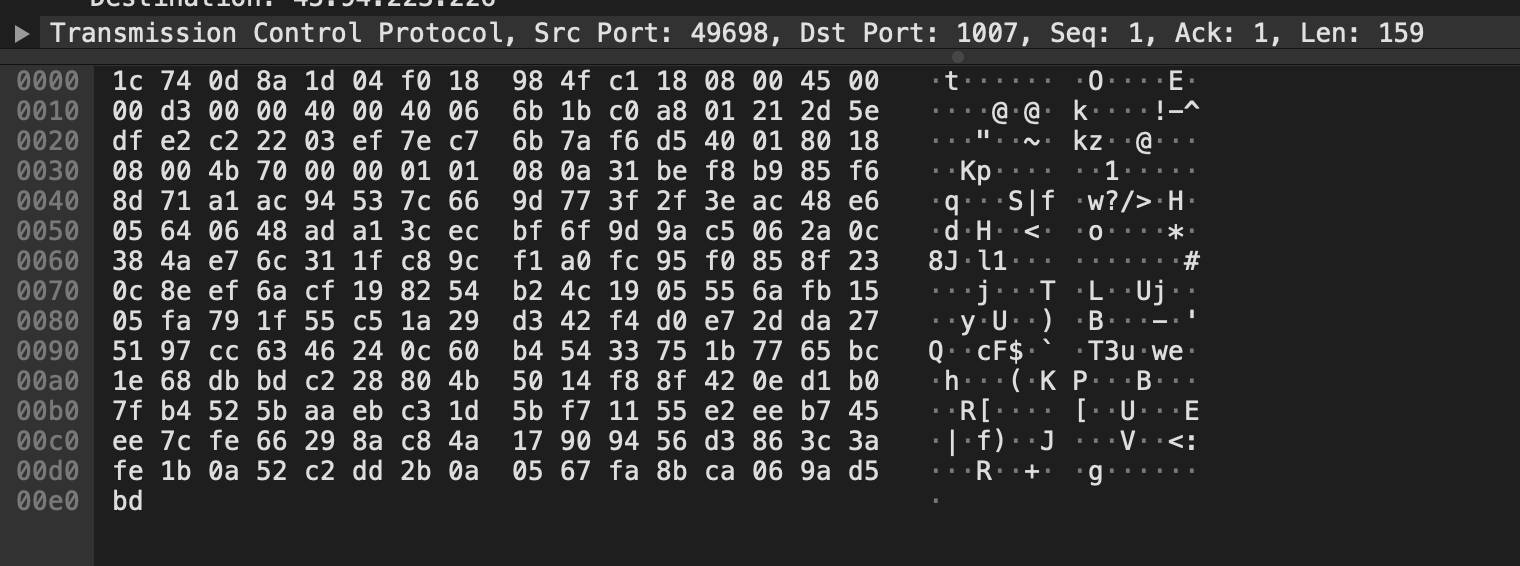 Destination: 45.94.223.226
Transmission Control Protocol, Src Port: 49698, Dst Port: 1007, Seq: 1, Ack: 1, Len: 159
0000 1c 74 0d 8a 1d 04 f0 18 98 4f c1 18 08 00 45 00 ·t······ ·O····E·
0010 00 d3 00 00 40 00 40 06 6b 1b c0 a8 01 21 2d 5e ····@·@· k····!-^
0020 df e2 c2 22 03 ef 7e c7 6b 7a f6 d5 40 01 80 18 ···"··~· kz··@···
0030 08 00 4b 70 00 00 01 01 08 0a 31 be f8 b9 85 f6 ··Kp···· ··1·····
0040 8d 71 a1 ac 94 53 7c 66 9d 77 3f 2f 3e ac 48 e6 ·q···S|f ·w?/>·H·
0050 05 64 06 48 ad a1 3c ec bf 6f 9d 9a c5 06 2a 0c ·d·H··<· ·o····*·
0060 38 4a e7 6c 31 1f c8 9c f1 a0 fc 95 f0 85 8f 23 8J·l1··· ·······#
0070 0c 8e ef 6a cf 19 82 54 b2 4c 19 05 55 6a fb 15 ···j···T ·L··Uj··
0080 05 fa 79 1f 55 c5 1a 29 d3 42 f4 d0 e7 2d da 27 ··y·U··) ·B···-·'
0090 51 97 cc 63 46 24 0c 60 b4 54 33 75 1b 77 65 bc Q··cF$·` ·T3u·we·
00a0 1e 68 db bd c2 28 80 4b 50 14 f8 8f 42 0e d1 b0 ·h···(·K P···B···
00b0 7f b4 52 5b aa eb c3 1d 5b f7 11 55 e2 ee b7 45 ··R[···· [··U···E
00c0 ee 7c fe 66 29 8a c8 4a 17 90 94 56 d3 86 3c 3a ·|·f)··J ···V··<:
00d0 fe 1b 0a 52 c2 dd 2b 0a 05 67 fa 8b ca 06 9a d5 ···R··+· ·g······
00e0 bd ·